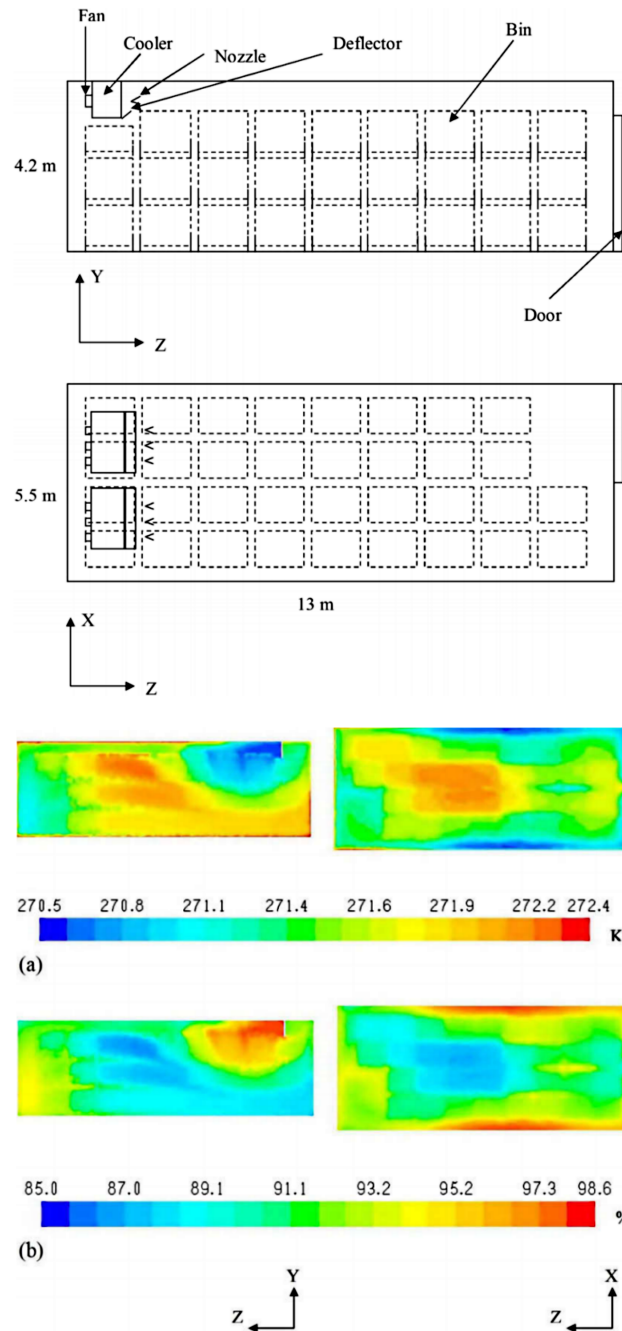 Fan
Cooler
Nozzle
Deflector
Bin
4.2 m
Y
Z
Door
5.5 m
13 m
X
Z
270.5 270.8 271.1 271.4 271.6 271.9 272.2 272.4
K
(a)
85.0 87.0 89.1 91.1 93.2 95.2 97.3 98.6
%
(b)
Y
X
Z
Z